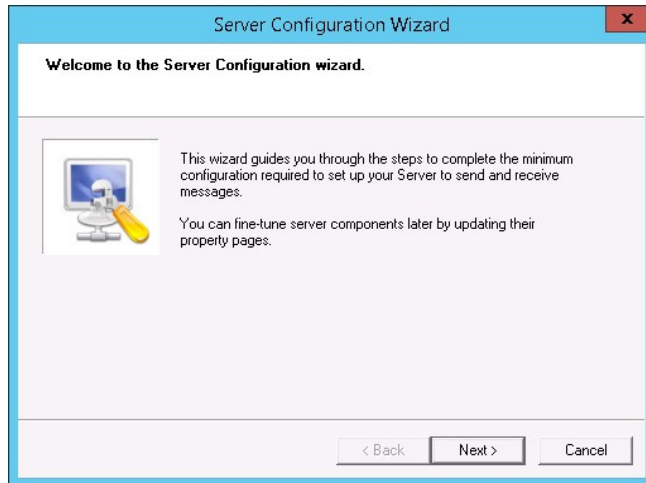 Server Configuration Wizard
x
Welcome to the Server Configuration wizard.
This wizard guides you through the steps to complete the minimum
configuration required to set up your Server to send and receive
messages.
You can fine-tune server components later by updating their
property pages.
< Back
Next >
Cancel